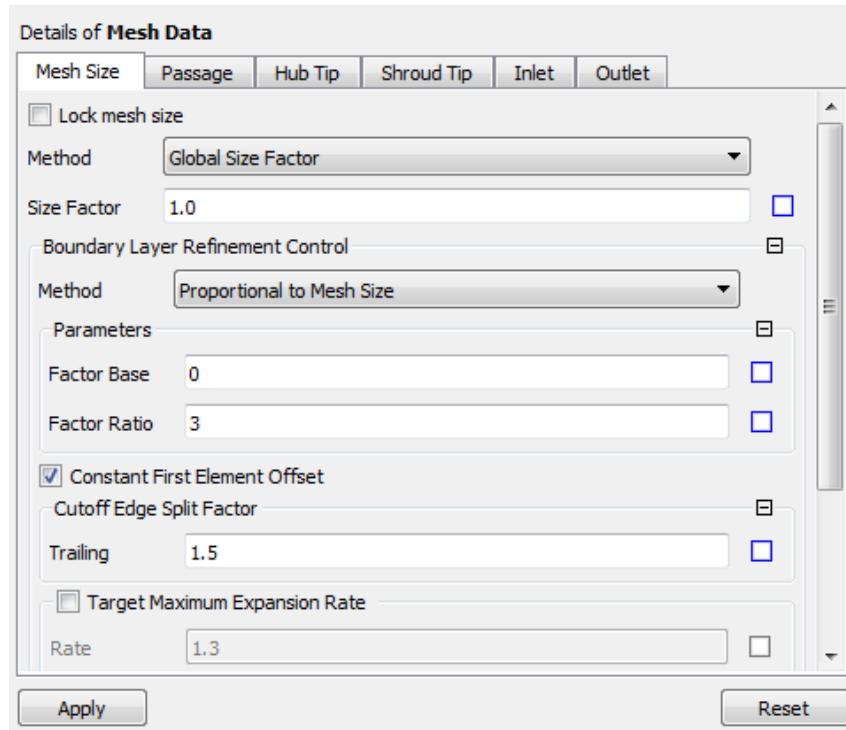 Details of Mesh Data
Mesh Size Passage Hub Tip Shroud Tip Inlet Outlet
Lock mesh size
Method Global Size Factor
Size Factor 1.0
Boundary Layer Refinement Control
Method Proportional to Mesh Size
Parameters
Factor Base 0
Factor Ratio 3
Constant First Element Offset
Cutoff Edge Split Factor
Trailing 1.5
Target Maximum Expansion Rate
Rate 1.3
Apply Reset